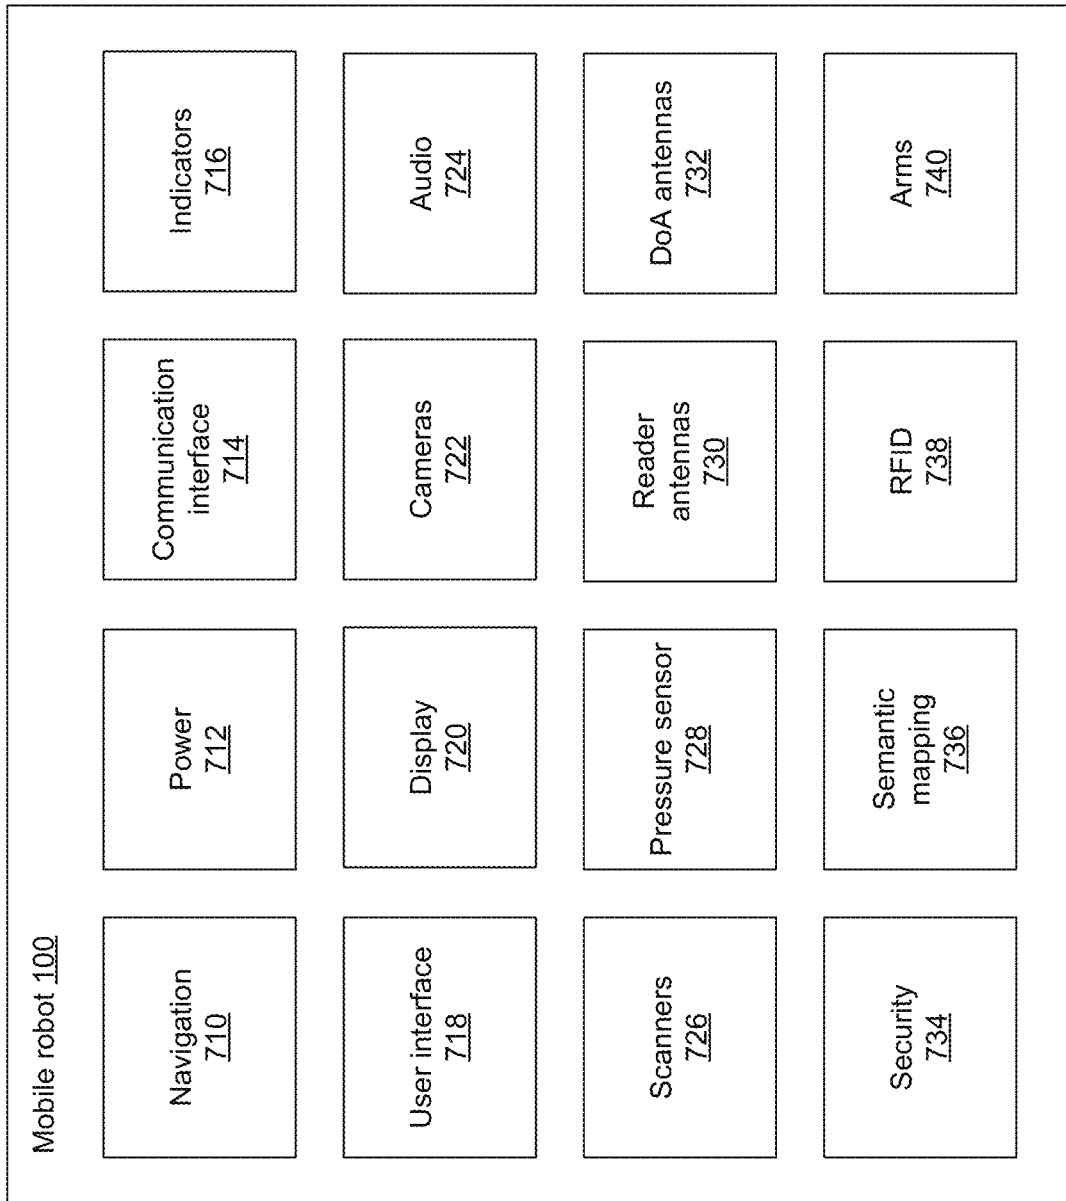 Mobile robot 100
Navigation
710
Power
712
Communication
interface
714
Indicators
716
User interface
718
Display
720
Cameras
722
Audio
724
Scanners
726
Pressure sensor
728
Reader
antennas
730
DoA antennas
732
Security
734
Semantic
mapping
736
RFID
738
Arms
740